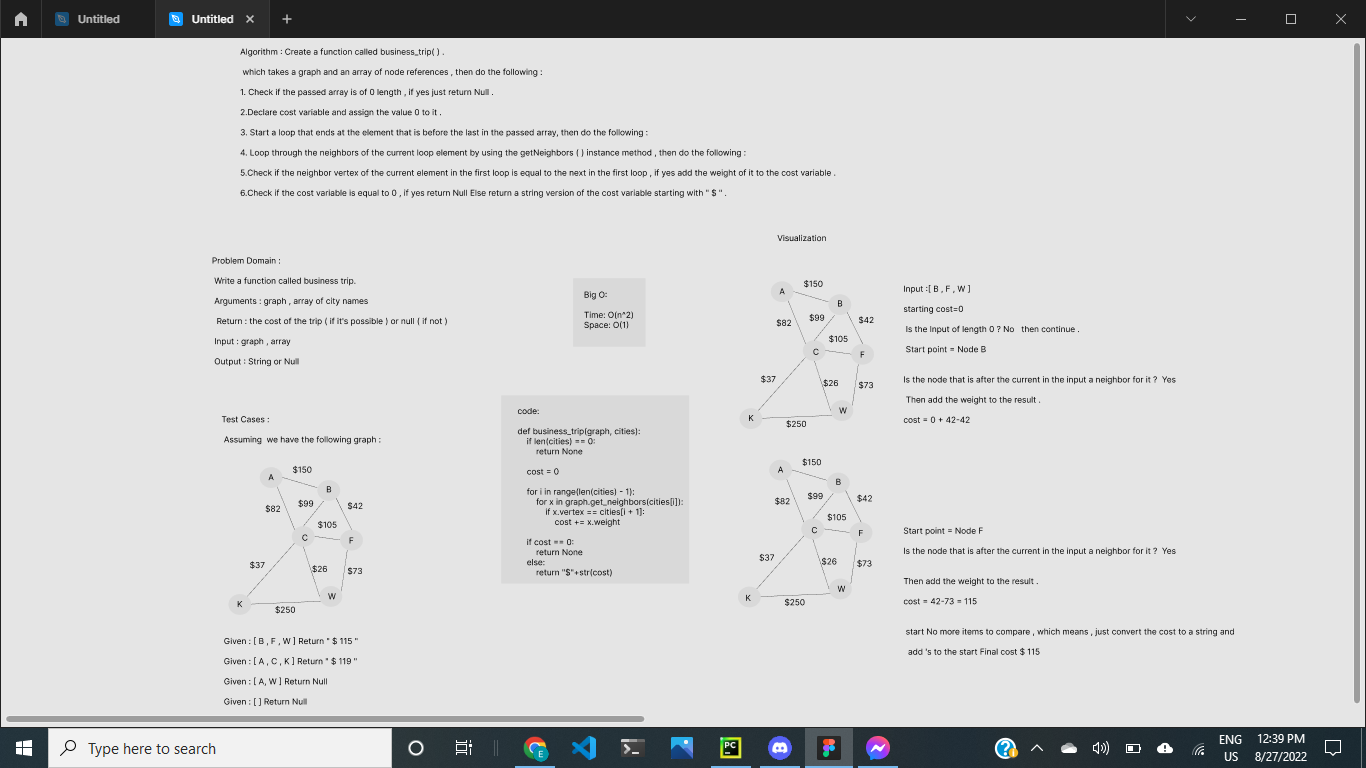 Untitled
Untitled
Algorithm : Create a function called business_trip( ) .
which takes a graph and an array of node references , then do the following :
1. Check if the passed array is of 0 length , if yes just return Null .
2.Declare cost variable and assign the value 0 to it .
3. Start a loop that ends at the element that is before the last in the passed array, then do the following :
4. Loop through the neighbors of the current loop element by using the getNeighbors ( ) instance method , then do the following :
5.Check if the neighbor vertex of the current element in the first loop is equal to the next in the first loop , if yes add the weight of it to the cost variable .
6.Check if the cost variable is equal to 0 , if yes return Null Else return a string version of the cost variable starting with " $ " .
Problem Domain :
Write a function called business trip.
Arguments : graph , array of city names
Return : the cost of the trip ( if it's possible ) or null ( if not )
Input : graph , array
Output : String or Null
Test Cases :
Assuming we have the following graph :
A
$150
B
$82
$99
$42
$105
C
F
$37
$26
$73
K
W
$250
Given : [ B , F , W ] Return " $ 115 "
Given : [ A , C , K ] Return " $ 119 "
Given : [ A, W ] Return Null
Given : [ ] Return Null
Big O:
Time: O(n^2)
Space: O(1)
code:
def business_trip(graph, cities):
if len(cities) == 0:
return None
cost = 0
for i in range(len(cities) - 1):
for x in graph.get_neighbors(cities[i]):
if x.vertex == cities[i + 1]:
cost += x.weight
if cost == 0:
return None
else:
return "$"+str(cost)
Visualization
A
$150
B
$82
$99
$42
$105
C
F
$37
$26
$73
K
W
$250
Input :[ B , F , W ]
starting cost=0
Is the Input of length 0 ? No then continue .
Start point = Node B
Is the node that is after the current in the input a neighbor for it ? Yes
Then add the weight to the result .
cost = 0 + 42-42
A
$150
B
$82
$99
$42
$105
C
F
$37
$26
$73
K
W
$250
Start point = Node F
Is the node that is after the current in the input a neighbor for it ? Yes
Then add the weight to the result .
cost = 42-73 = 115
start No more items to compare , which means , just convert the cost to a string and
add 's to the start Final cost $ 115
Type here to search
E
PC
ENG
US
12:39 PM
8/27/2022